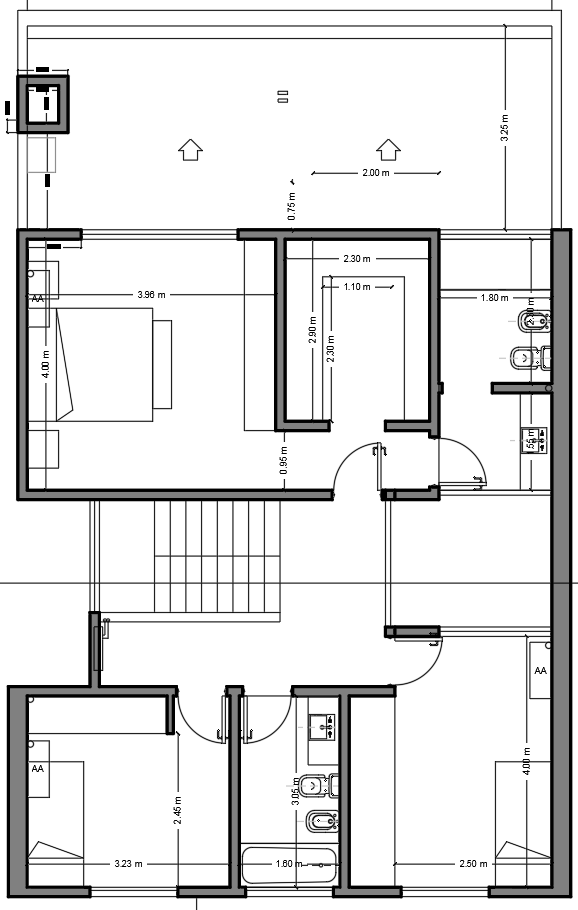 3.25 m
2.00 m
0.75 m
2.30 m
1.10 m
3.96 m
1.80 m
AA
2.90 m
2.30 m
4.00 m
0.95 m
AA
AA
4.00 m
2.45 m
3.05 m
3.23 m
1.60 m
2.50 m